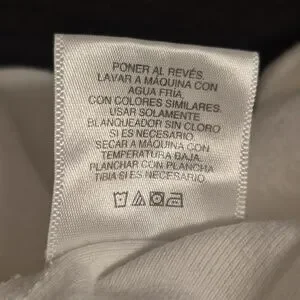 PONER AL REVÉS.
LAVAR A MÁQUINA CON
AGUA FRIA,
CON COLORES SIMILARES.
USAR SOLAMENTE
BLANQUEADOR SIN CLORO
SI ES NECESARIO.
SECAR A MÁQUINA CON
TEMPERATURA BAJA.
PLANCHAR CON PLANCHA
TIBIA SI ES NECESARIO.